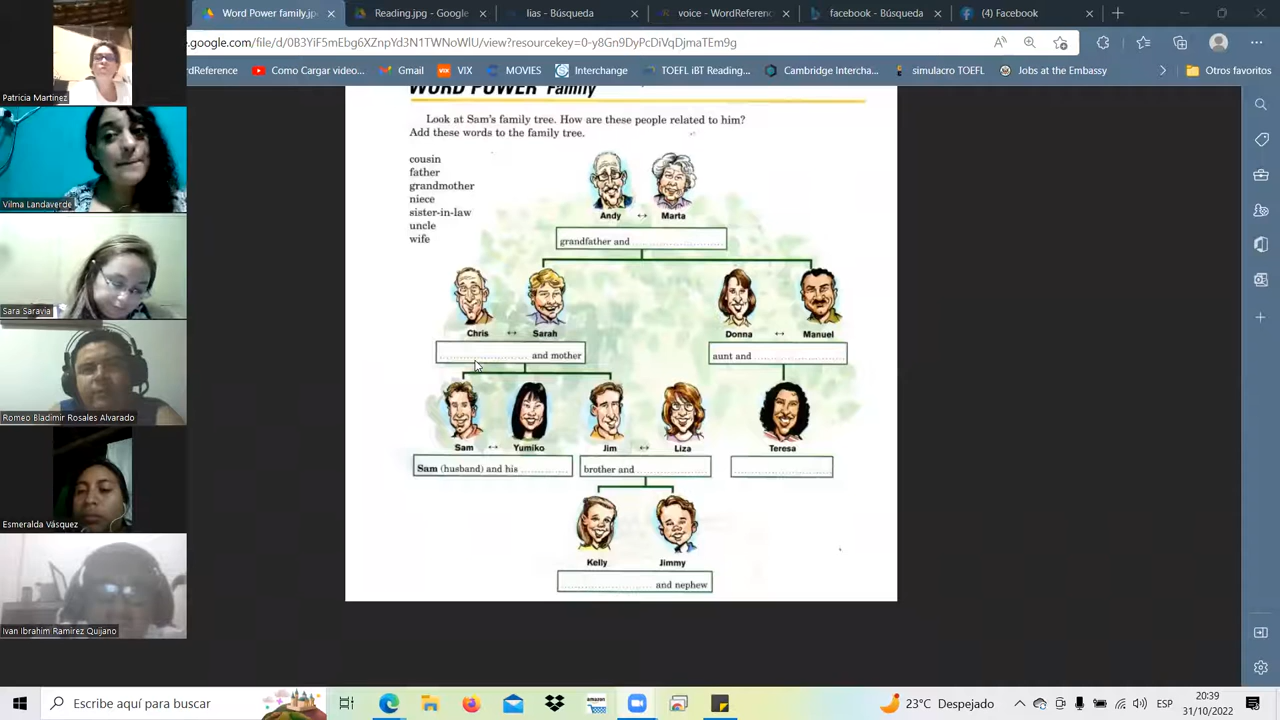 Word Power family.jp
Reading.jpg - Google
- Búsqueda
voice - WordReferenc
facebook - Búsqueda
(4) Facebook
google.com/file/d/0B3YiF5mEbg6XZnpYd3N1TWNoWlU/view?resourcekey=0-y8Gn9DyPcDiVqDjmaTEm9g
rdReference
Como Cargar video...
Gmail
VIX
MOVIES
Interchange
TOEFL iBT Reading...
Cambridge Intercha...
simulacro TOEFL
Jobs at the Embassy
Otros favoritos
Patricia Martinez
Vilma Landaverde
Sara Saravia
Romeo Bladimir Rosales Alvarado
Esmeralda Vásquez
Ivan Ibrahim Ramirez Quijano
WORD POWER Family
Look at Sam's family tree. How are these people related to him?
Add these words to the family tree.
cousin
father
grandmother
niece
sister-in-law
uncle
wife
Andy ↔ Marta
grandfather and ........................
Chris ↔ Sarah
........................ and mother
Donna ↔ Manuel
aunt and ........................
Sam ↔ Yumiko
Sam (husband) and his ............
Jim ↔ Liza
brother and ..................
Teresa
........................
Kelly
Jimmy
........................ and nephew
Escribe aquí para buscar
amazon
23°C Despejado
ESP
20:39
31/10/2022